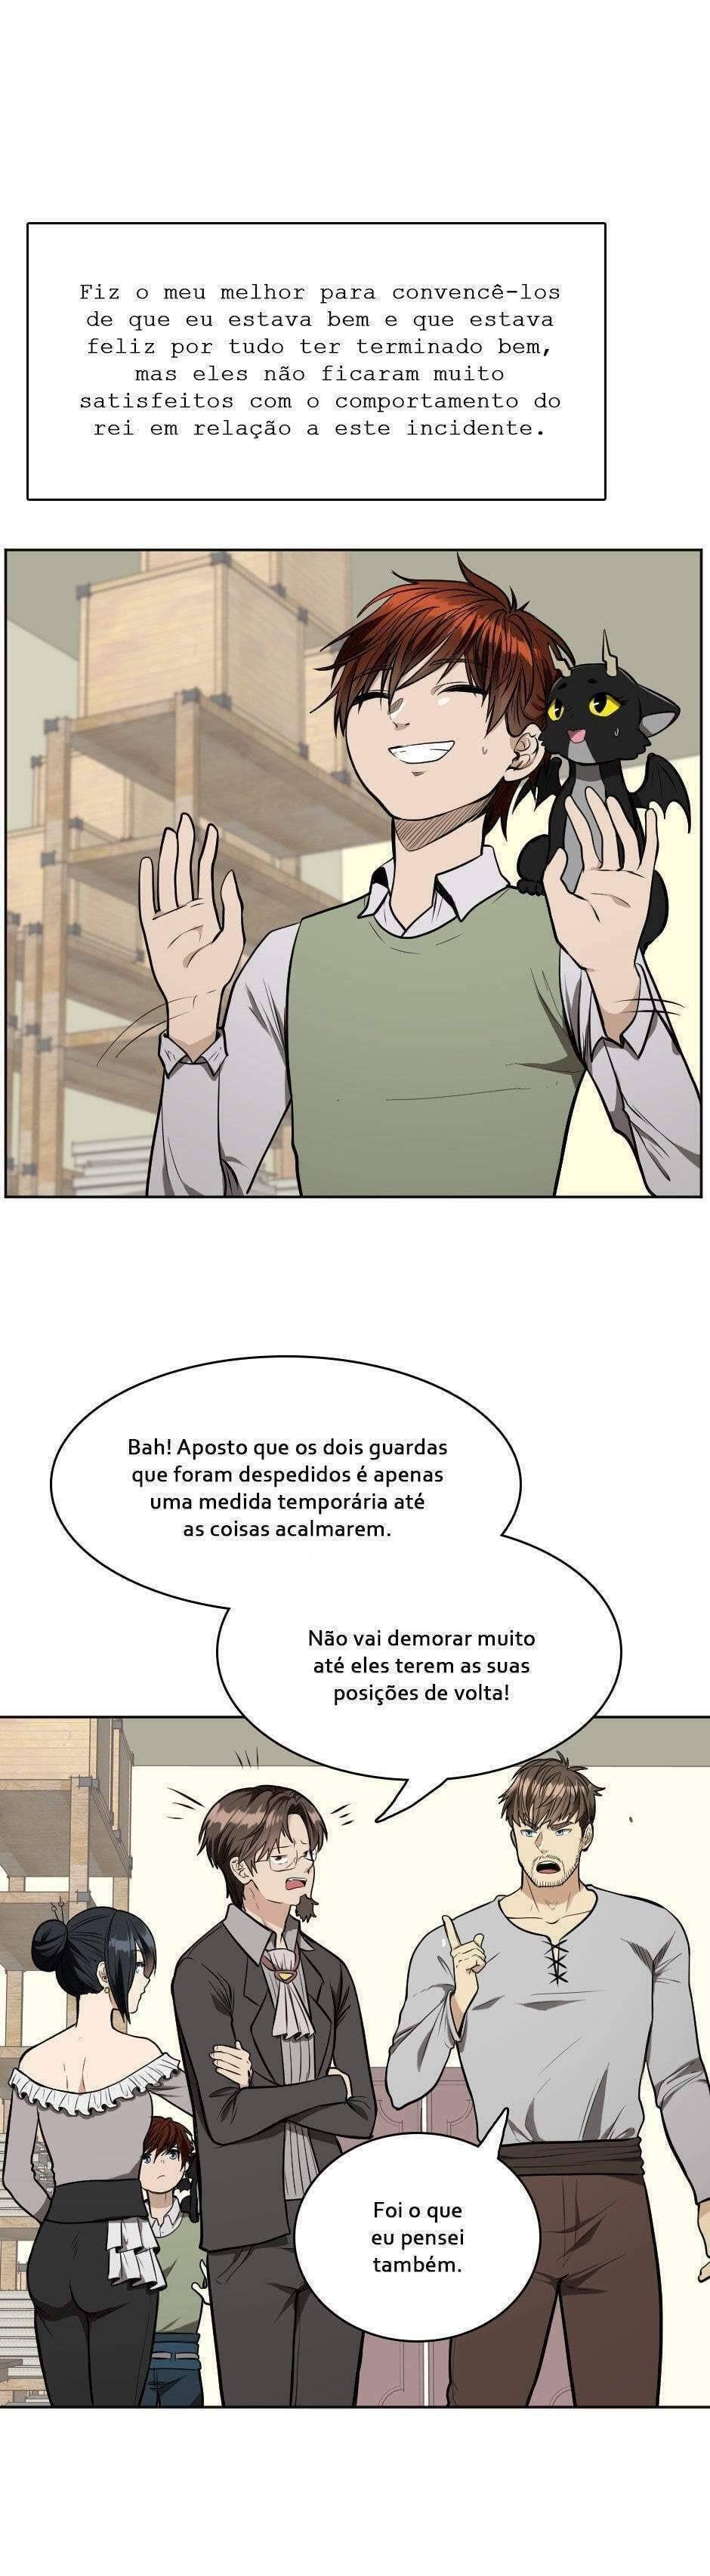 Fiz o meu melhor para convencê-los
de que eu estava bem e que estava
feliz por tudo ter terminado bem,
mas eles não ficaram muito
satisfeitos com o comportamento do
rei em relação a este incidente.
Bah! Aposto que os dois guardas
que foram despedidos é apenas
uma medida temporária até
as coisas acalmarem.
Não vai demorar muito
até eles terem as suas
posições de volta!
Foi o que
eu pensei
também.